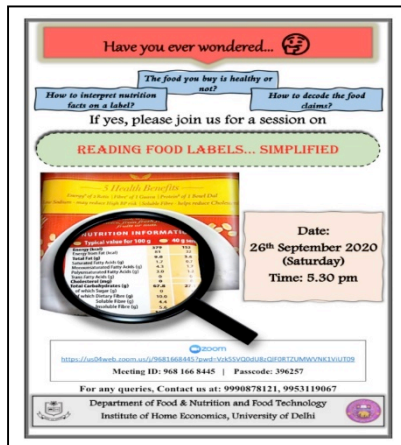 Have you ever wondered...
The food you buy is healthy or
not?
How to interpret nutrition
facts on a label?
How to decode the food
claims?
If yes, please join us for a session on
READING FOOD LABELS... SIMPLIFIED
5 Health Benefits
NUTRITION INFORMATION
Typical value for 100 g
40 g
Energy (kcal)
Energy from Fat (kcal)
Total Fat (g)
Saturated Fatty Acids (g)
Monounsaturated Fatty Acids (g)
Polyunsaturated Fatty Acids (g)
Trans Fatty Acids (g)
Cholesterol (mg)
Total Carbohydrates (g)
of which Sugar (g)
of which Dietary Fibre (g)
Soluble Fibre (g)
Insoluble Fibre (g)
Date:
26th September 2020
(Saturday)
Time: 5.30 pm
zoom
Meeting ID: 968 166 8445 | Passcode: 396257
For any queries, Contact us at: 9990878121, 9953119067
Department of Food & Nutrition and Food Technology
Institute of Home Economics, University of Delhi